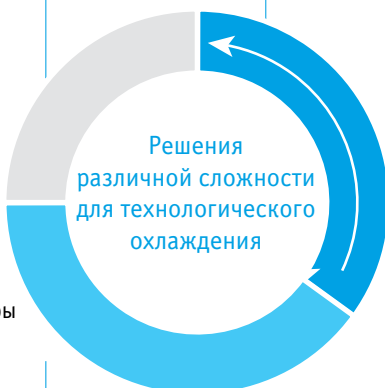 Решения
различной сложности
для технологического
охлаждения
ы